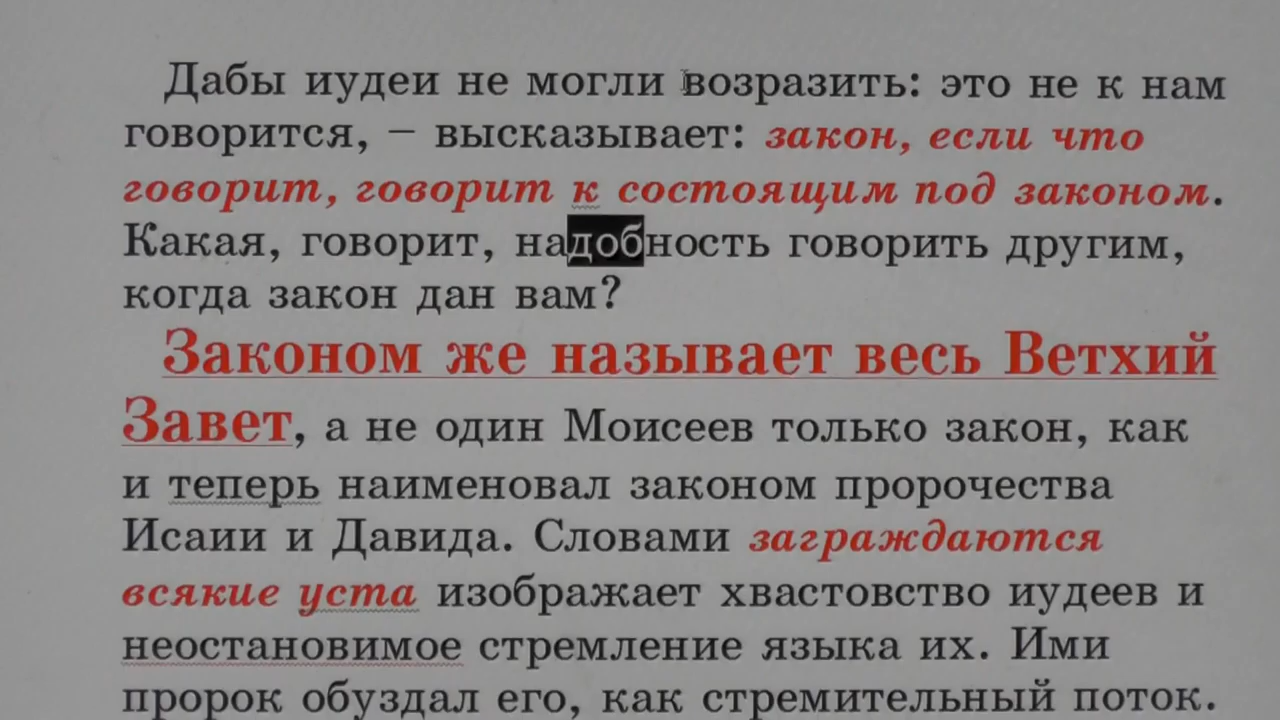 Дабы иудеи не могли возразить: это не к нам
говорится, – высказывает: закон, если что
говорит, говорит к состоящим под законом.
Какая, говорит, надобность говорить другим,
когда закон дан вам?
Законом же называет весь Ветхий
Завет, а не один Моисеев только закон, как
и теперь наименовал законом пророчества
Исаии и Давида. Словами заграждаются
всякие уста изображает хвастовство иудеев и
неостановимое стремление языка их. Ими
пророк обуздал его, как стремительный поток.